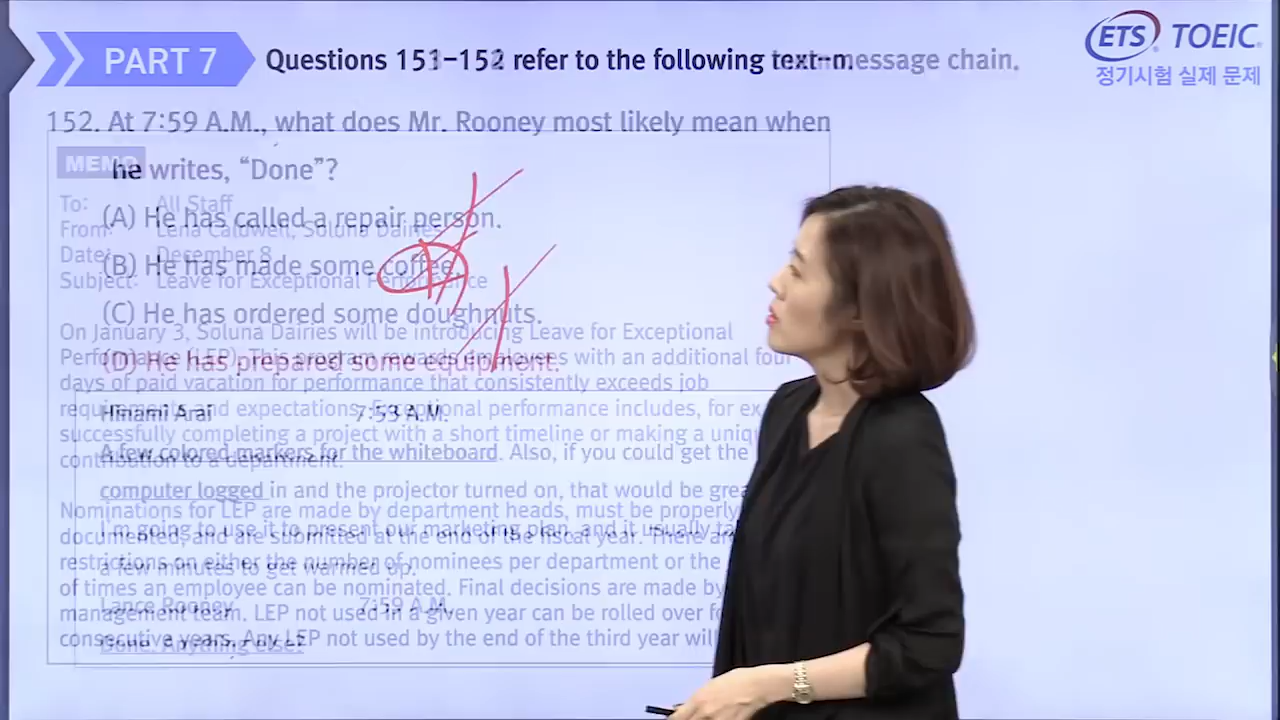 PART 7
Questions 151–152 refer to the following text-message chain.
ETS TOEIC
정기시험 실제 문제
152. At 7:59 A.M., what does Mr. Rooney most likely mean when
he writes, “Done”?
(A) He has called a repair person.
(B) He has made some coffee.
(C) He has ordered some doughnuts.
(D) He has prepared some equipment.
Hinami Arai 7:53 A.M.
A few colored markers for the whiteboard. Also, if you could get the
computer logged in and the projector turned on, that would be
I'm going to use it to present our marketing plan, and it usually
a few minutes to get warmed up.
Lance Rooney 7:59 A.M.
Done. Anything else?
MEMO
To: All Staff
From: Lena Caldwell, Soluna Dairies
Date: December 8
Subject: Leave for Exceptional Performance
On January 3, Soluna Dairies will be introducing Leave for Exceptional
Performance (LEP). This program rewards employees with an additional four
days of paid vacation for performance that consistently exceeds job
requirements and expectations. Exceptional performance includes, for
successfully completing a project with a short timeline or making a
contribution to a department.
Nominations for LEP are made by department heads, must be properly
documented, and are submitted at the end of the fiscal year. There
restrictions on either the number of nominees per department or the
of times an employee can be nominated. Final decisions are made by
management team. LEP not used in a given year can be rolled over
consecutive years. Any LEP not used by the end of the third year will